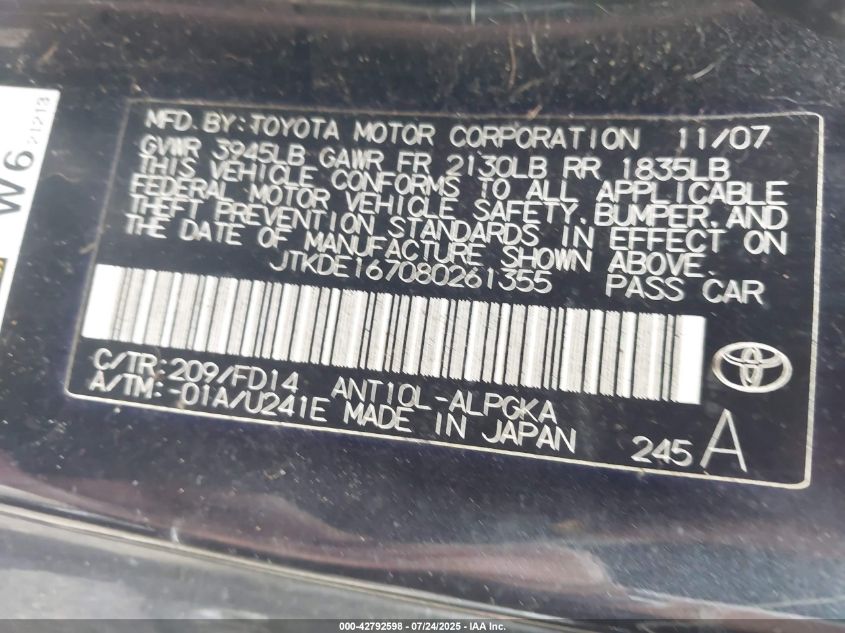 W6 21213
MFD. BY: TOYOTA MOTOR CORPORATION 11/07
GVWR 3945LB GAWR FR 2130LB RR 1835LB
THIS VEHICLE CONFORMS TO ALL APPLICABLE
FEDERAL MOTOR VEHICLE SAFETY, BUMPER, AND
THEFT PREVENTION STANDARDS IN EFFECT ON
THE DATE OF MANUFACTURE SHOWN ABOVE.
JTKDE167080261355 PASS CAR
C/TR: 209/FD14 ANT10L-ALPGKA
A/TM: -01A/U241E MADE IN JAPAN
245 A
000-42792598 - 07/24/2025 - IAA Inc.